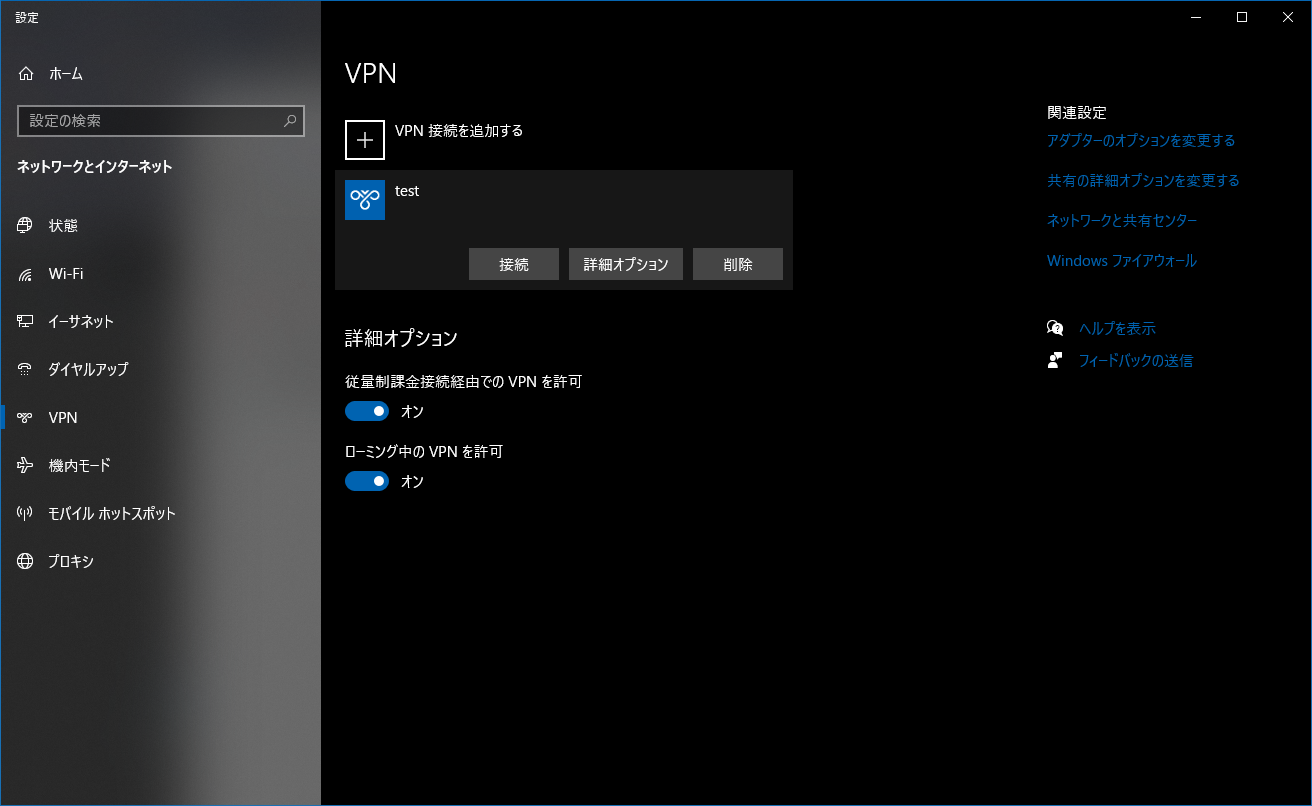 設定
ホーム
設定の検索
ネットワークとインターネット
状態
Wi-Fi
イーサネット
ダイヤルアップ
VPN
機内モード
モバイル ホットスポット
プロキシ
VPN
VPN 接続を追加する
test
接続
詳細オプション
削除
詳細オプション
従量制課金接続経由での VPN を許可
オン
ローミング中の VPN を許可
オン
関連設定
アダプターのオプションを変更する
共有の詳細オプションを変更する
ネットワークと共有センター
Windows ファイアウォール
ヘルプを表示
フィードバックの送信